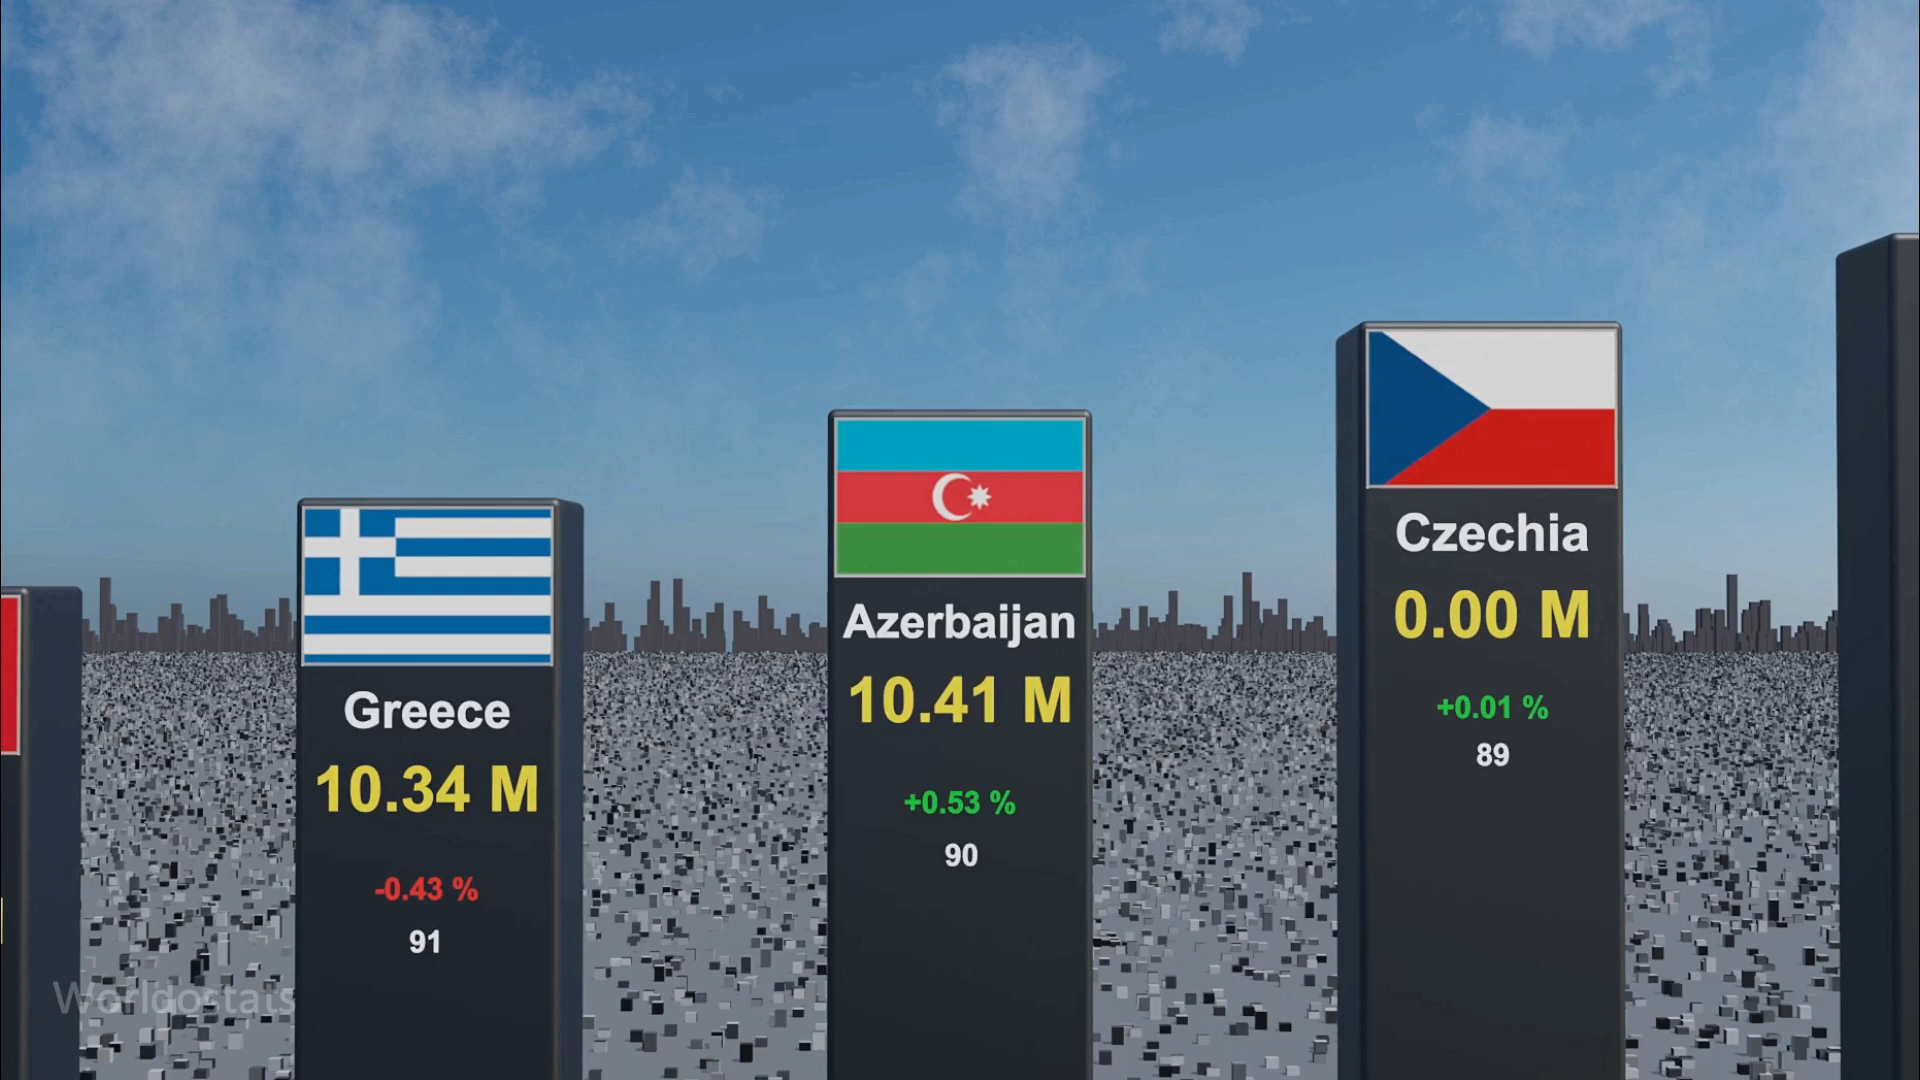 Greece
10.34 M
-0.43 %
91
Azerbaijan
10.41 M
+0.53 %
90
Czechia
0.00 M
+0.01 %
89
Worldostats